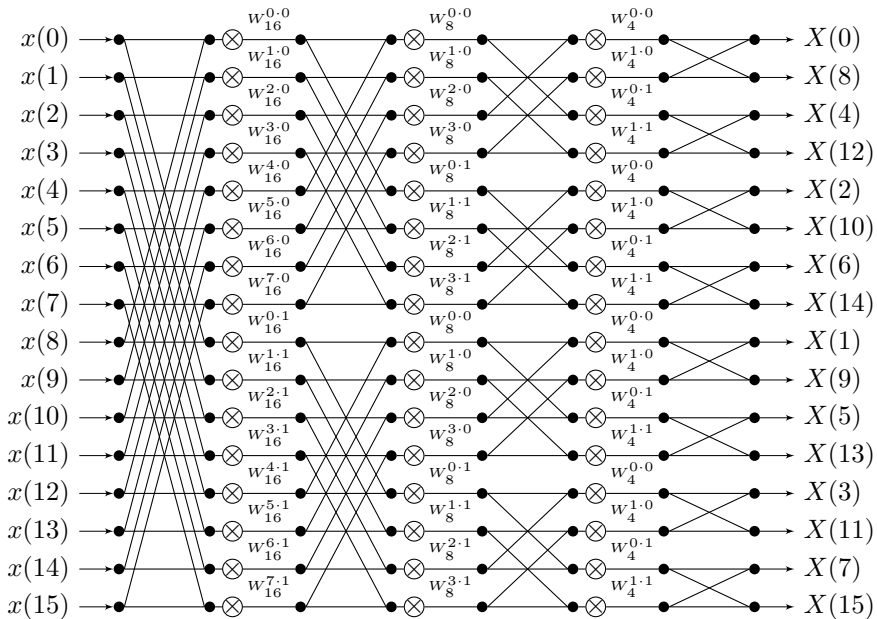 x(0) W_{16}^{0·0} W_8^{0·0} W_4^{0·0} X(0)
x(1) W_{16}^{1·0} W_8^{1·0} W_4^{1·0} X(8)
x(2) W_{16}^{2·0} W_8^{2·0} W_4^{0·1} X(4)
x(3) W_{16}^{3·0} W_8^{3·0} W_4^{1·1} X(12)
x(4) W_{16}^{4·0} W_8^{0·1} W_4^{0·0} X(2)
x(5) W_{16}^{5·0} W_8^{1·1} W_4^{1·0} X(10)
x(6) W_{16}^{6·0} W_8^{2·1} W_4^{0·1} X(6)
x(7) W_{16}^{7·0} W_8^{3·1} W_4^{1·1} X(14)
x(8) W_{16}^{0·1} W_8^{0·0} W_4^{0·0} X(1)
x(9) W_{16}^{1·1} W_8^{1·0} W_4^{1·0} X(9)
x(10) W_{16}^{2·1} W_8^{2·0} W_4^{0·1} X(5)
x(11) W_{16}^{3·1} W_8^{3·0} W_4^{1·1} X(13)
x(12) W_{16}^{4·1} W_8^{0·1} W_4^{0·0} X(3)
x(13) W_{16}^{5·1} W_8^{1·1} W_4^{1·0} X(11)
x(14) W_{16}^{6·1} W_8^{2·1} W_4^{0·1} X(7)
x(15) W_{16}^{7·1} W_8^{3·1} W_4^{1·1} X(15)